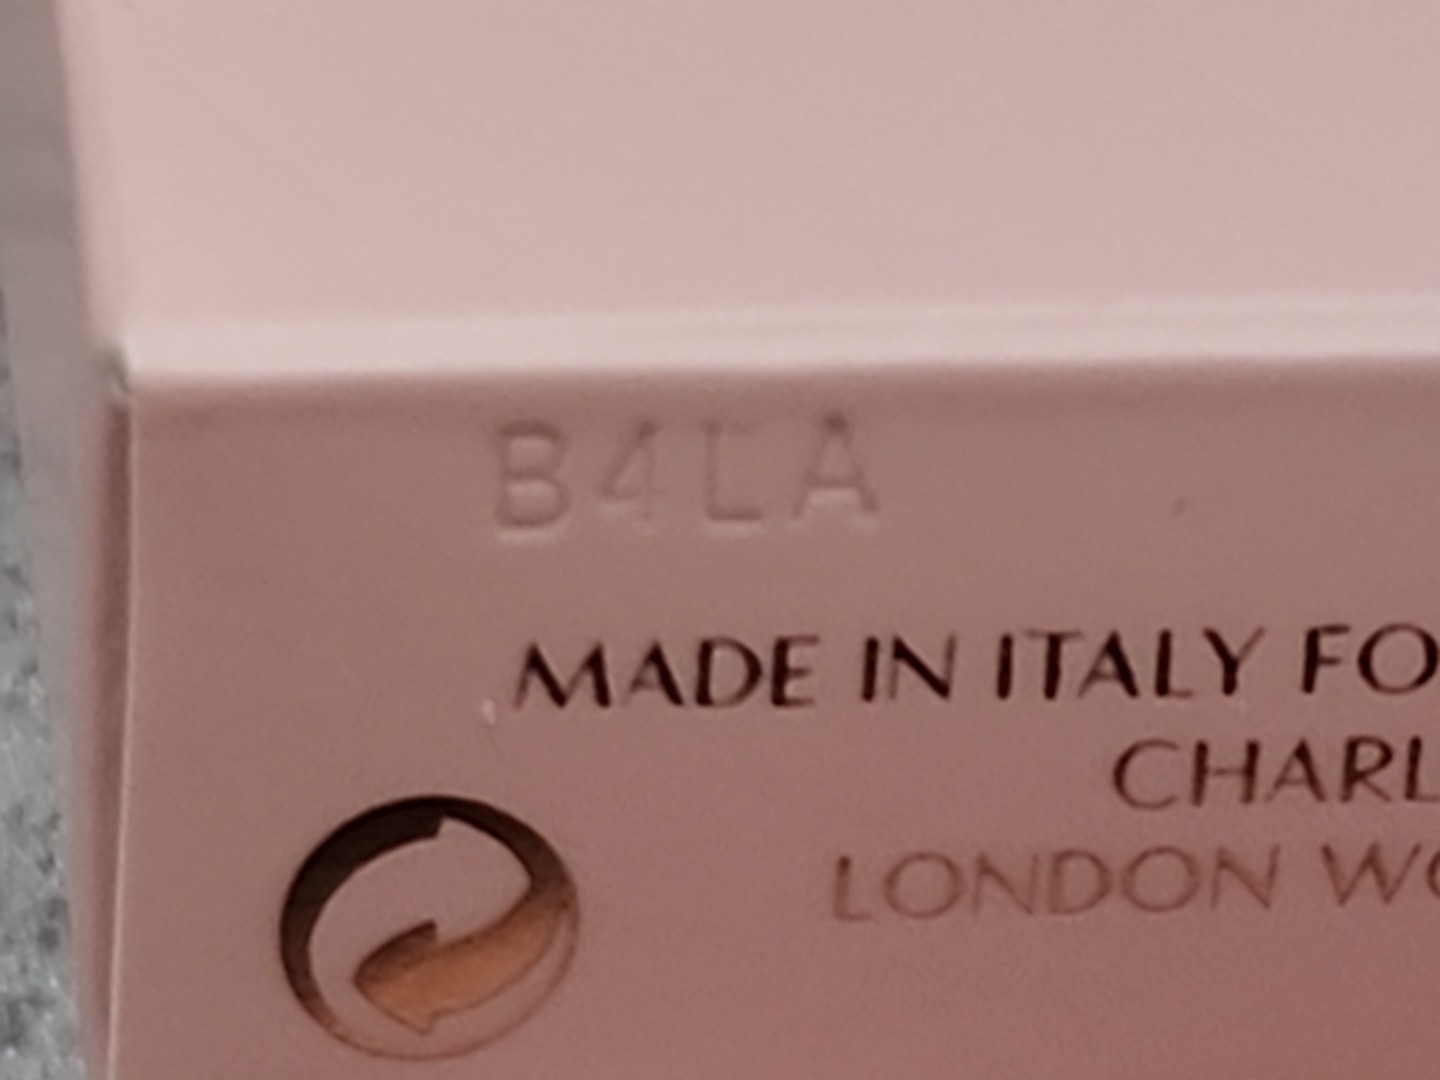 B4LA
MADE IN ITALY FO
CHARL
LONDON W